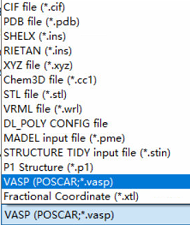 CIF file (*.cif)
PDB file (*.pdb)
SHELX (*.ins)
RIETAN (*.ins)
XYZ file (*.xyz)
Chem3D file (*.cc1)
STL file (*.stl)
VRML file (*.wrl)
DL_POLY CONFIG file
MADEL input file (*.pme)
STRUCTURE TIDY input file (*.stin)
P1 Structure (*.p1)
VASP (POSCAR;*.vasp)
Fractional Coordinate (*.xtl)
VASP (POSCAR;*.vasp)